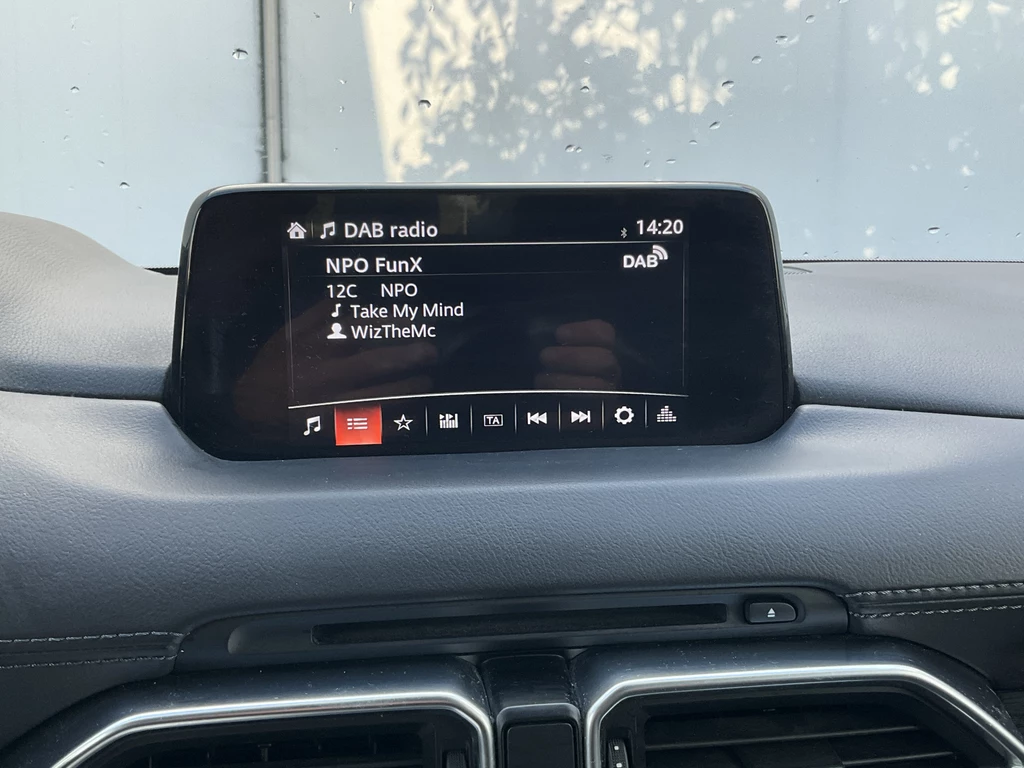 DAB radio 14:20
NPO FunX DAB
12C NPO
Take My Mind
WizTheMc
TA